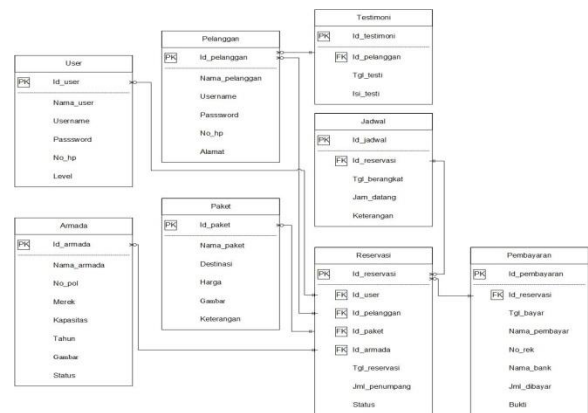 User
PK Id_user
Nama_user
Username
Passsword
No_hp
Level
Pelanggan
PK Id_pelanggan
Nama_pelanggan
Username
Passsword
No_hp
Alamat
Testimoni
PK Id_testimoni
FK Id_pelanggan
Tgl_testi
Isi_testi
Jadwal
PK Id_jadwal
FK Id_reservasi
Tgl_berangkat
Jam_datang
Keterangan
Armada
PK Id_armada
Nama_armada
No_pol
Merek
Kapasitas
Tahun
Gambar
Status
Paket
PK Id_paket
Nama_paket
Destinasi
Harga
Gambar
Keterangan
Reservasi
PK Id_reservasi
FK Id_user
FK Id_pelanggan
FK Id_paket
FK Id_armada
Tgl_reservasi
Jml_penumpang
Status
Pembayaran
PK Id_pembayaran
FK Id_reservasi
Tgl_bayar
Nama_pembayar
No_rek
Nama_bank
Jml_dibayar
Bukti